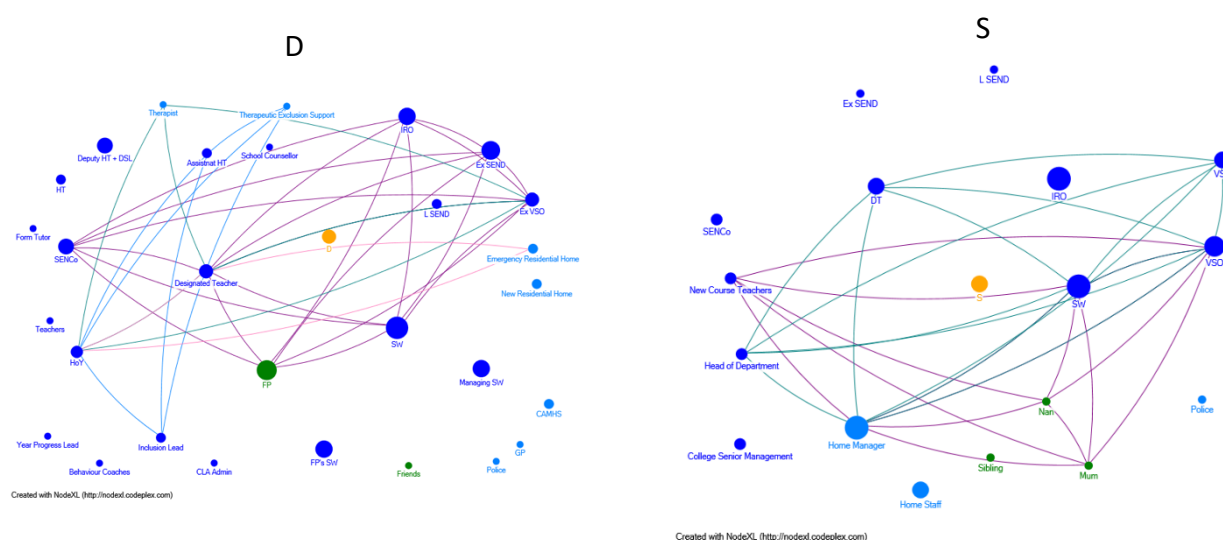 D
Therapist
Therapeutic Exclusion Support
IRO
Deputy HT + DSL
Assistnat HT
School Counsellor
Ex SEND
HT
L SEND
Ex VSO
Form Tutor
SENCo
D
Emergency Residential Home
Designated Teacher
New Residential Home
Teachers
HoY
SW
FP
Managing SW
CAMHS
Year Progress Lead
Inclusion Lead
GP
Behaviour Coaches
CLA Admin
FP's SW
Friends
Police
Created with NodeXL (http://nodexl.codeplex.com)
S
L SEND
Ex SEND
VS
DT
IRO
SENCo
VSO
New Course Teachers
S
SW
Head of Department
Nan
Police
Home Manager
College Senior Management
Sibling
Mum
Home Staff
Created with NodeXL (http://nodexl.codeplex.com)